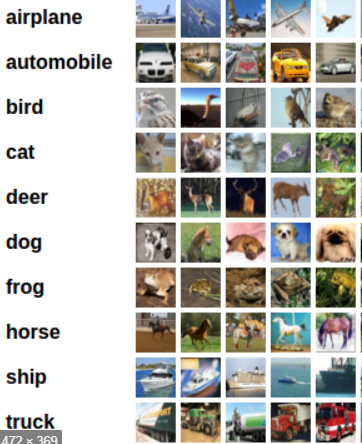 airplane
automobile
bird
cat
deer
dog
frog
horse
ship
truck
472 × 369